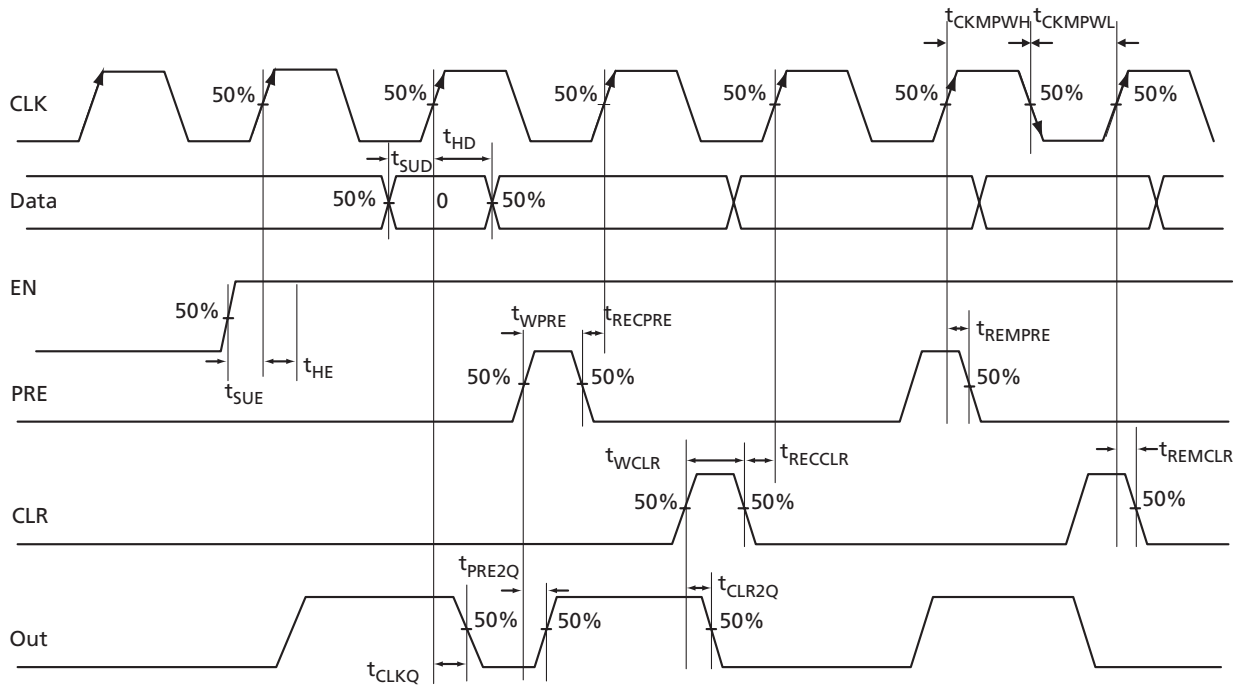 tCKMPWH tCKMPWL
CLK
50%
50%
50%
50%
50%
50%
50%
tSUD
tHD
Data
50%
0
50%
EN
50%
tSUE
tHE
tWPRE
tRECPRE
tREMPRE
PRE
50%
50%
50%
tWCLR
tRECCLR
tREMCLR
CLR
50%
50%
50%
tPRE2Q
tCLR2Q
Out
50%
50%
50%
tCLKQ